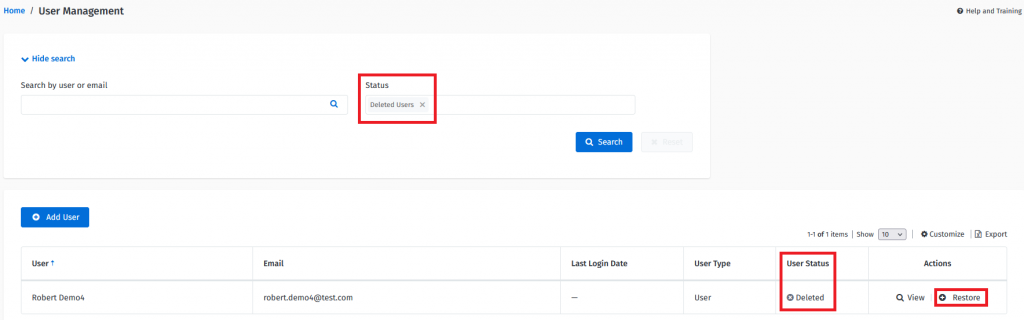 Home / User Management
Help and Training
Hide search
Search by user or email
Status
Deleted Users ×
Search
Reset
Add User
1-1 of 1 items | Show 10 | Customize | Export
User ↑ Email Last Login Date User Type User Status Actions
Robert Demo4 robert.demo4@test.com — User Deleted View Restore